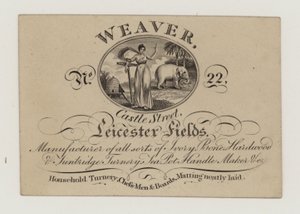 WEAVER,
No. 22.
Castle Street,
Leicester Fields,
Manufacturer of all sorts of Ivory, Bone, Hardwood
& Tunbridge Turnery, Tea Pot Handle Maker &c.
Household Turnery, Chess Men & Boards, Matting neatly laid.